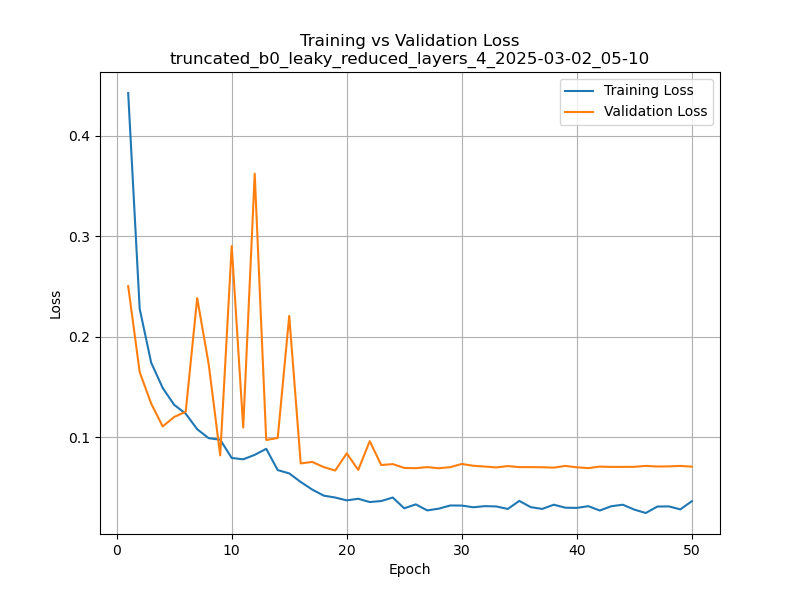 Training vs Validation Loss
truncated_b0_leaky_reduced_layers_4_2025-03-02_05-10
Training Loss
Validation Loss
0.4
0.3
0.2
0.1
Loss
0
10
20
30
40
50
Epoch